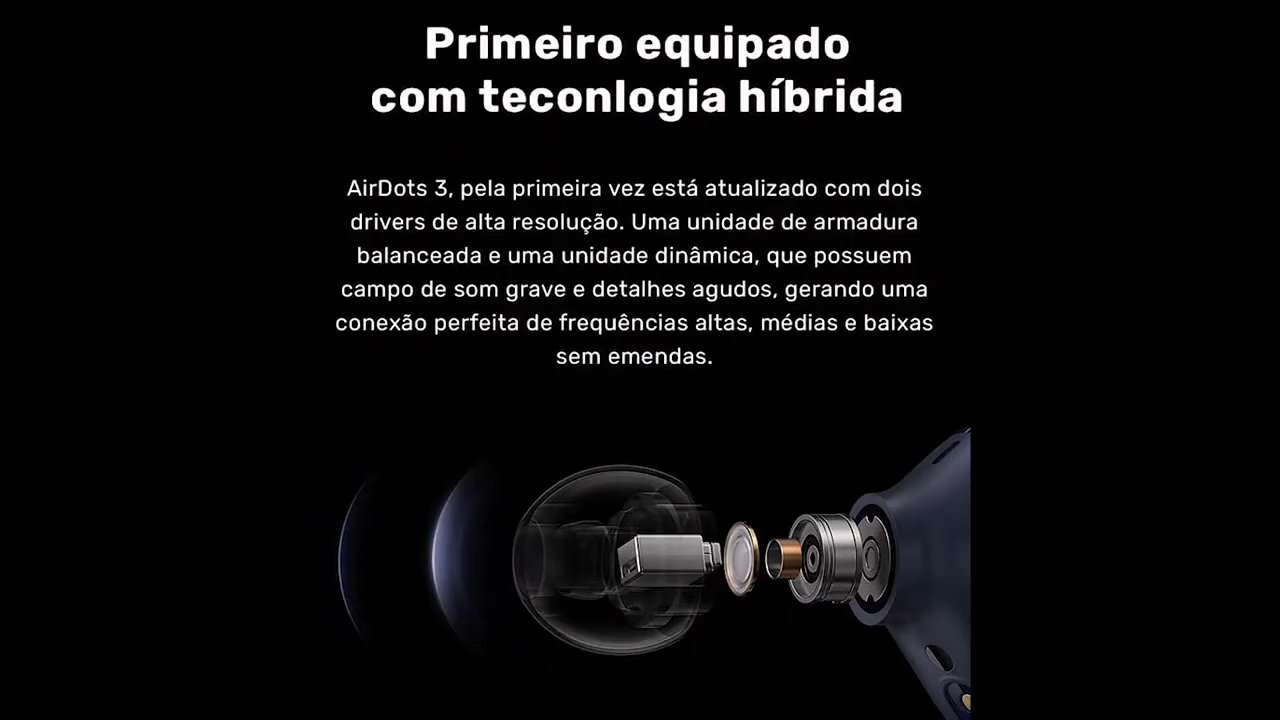 Primeiro equipado
com teconlogia híbrida
AirDots 3, pela primeira vez está atualizado com dois
drivers de alta resolução. Uma unidade de armadura
balanceada e uma unidade dinâmica, que possuem
campo de som grave e detalhes agudos, gerando uma
conexão perfeita de frequências altas, médias e baixas
sem emendas.